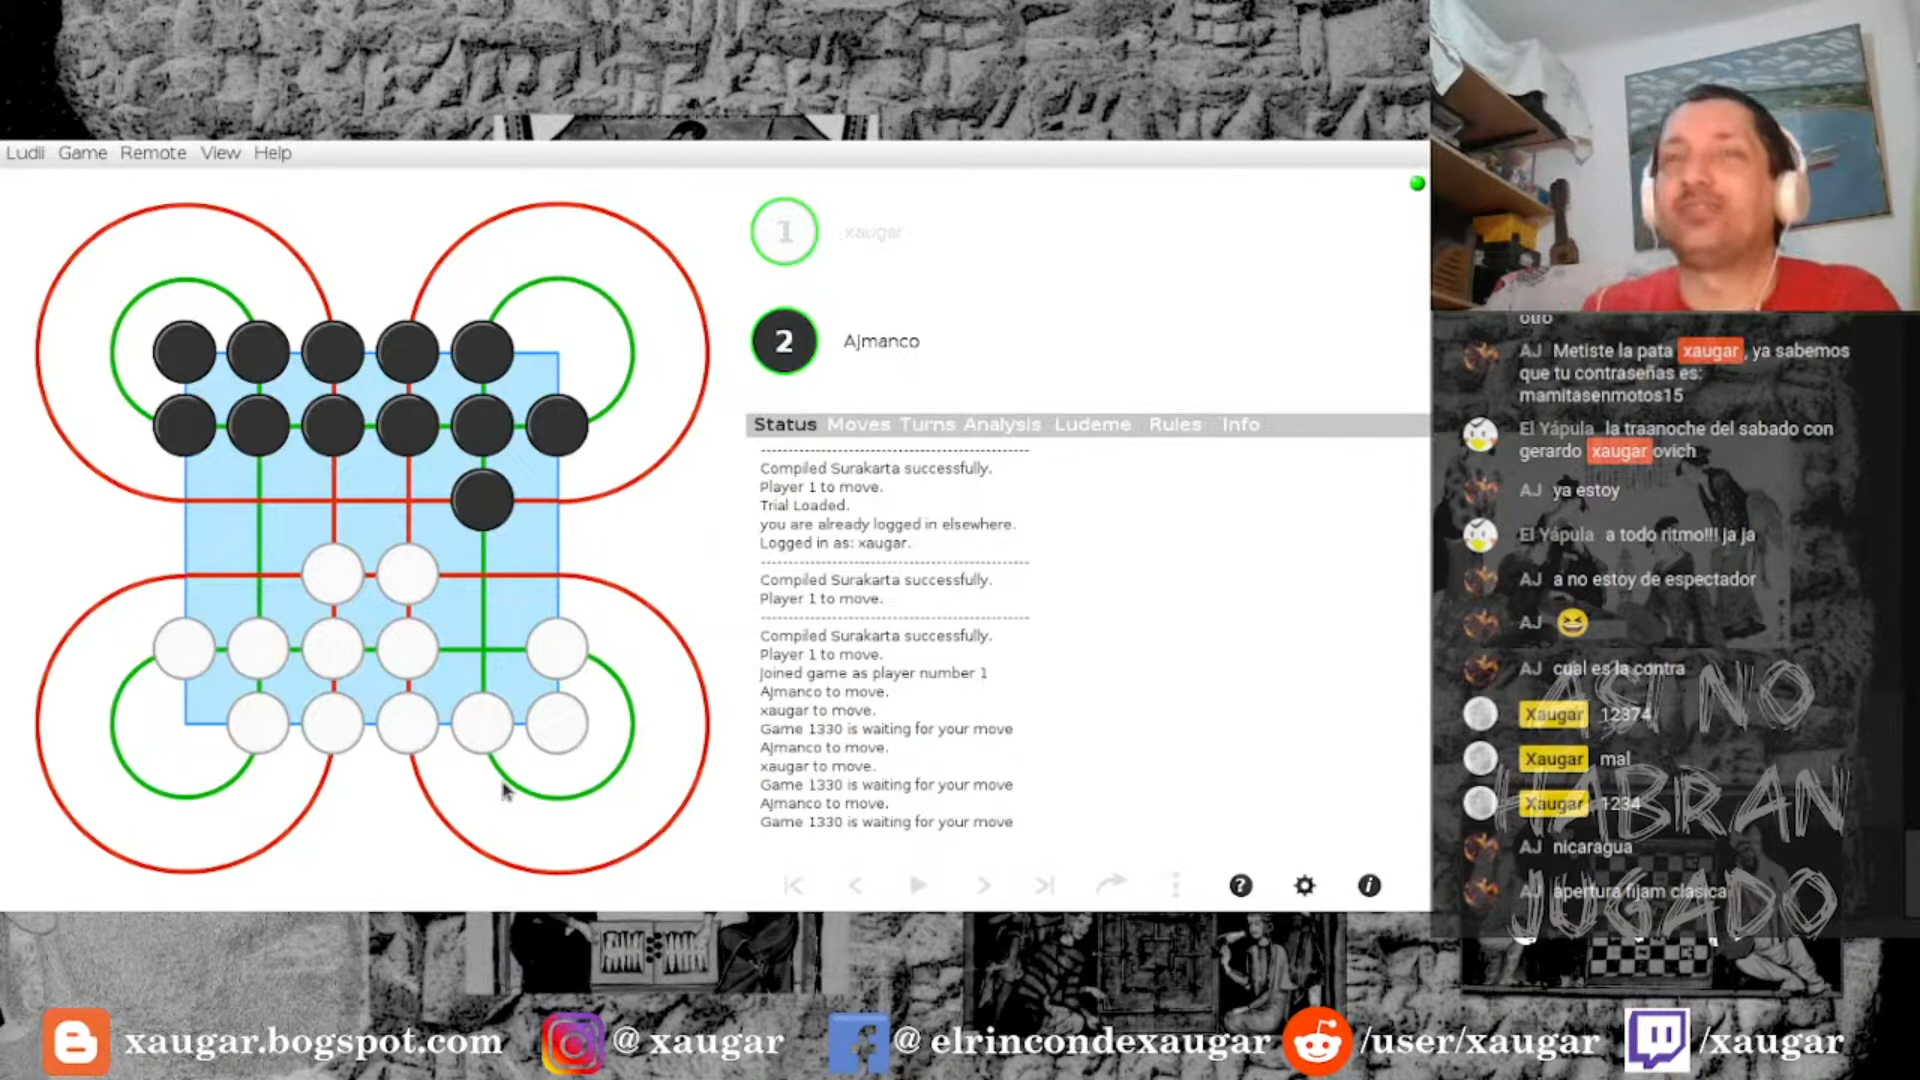 Ludii Game Remote View Help
1 xaugar
2 AJmanco
Status Moves Turns Analysis Ludeme Rules Info
Compiled Surakarta successfully.
Player 1 to move.
Trial Loaded.
you are already logged in elsewhere.
Logged in as: xaugar.
Compiled Surakarta successfully.
Player 1 to move.
Compiled Surakarta successfully.
Player 1 to move.
Joined game as player number 1
AJmanco to move.
xaugar to move.
Game 1330 is waiting for your move
AJmanco to move.
xaugar to move.
Game 1330 is waiting for your move
AJmanco to move.
Game 1330 is waiting for your move
otro
AJ Metiste la pata xaugar, ya sabemos
que tu contraseñas es:
mamitasenmotos15
El Yápula la traanoche del sabado con
gerardo xaugar ovich
AJ ya estoy
El Yápula a todo ritmo!!! ja ja
AJ a no estoy de espectador
AJ 😆
AJ cual es la contra
Xaugar 12374
Xaugar mal
Xaugar 1234
AJ nicaragua
AJ apertura fijam clasica
ASI NO
HABRAN
JUGADO
xaugar.bogspot.com @ xaugar @ elrincondexaugar /user/xaugar /xaugar